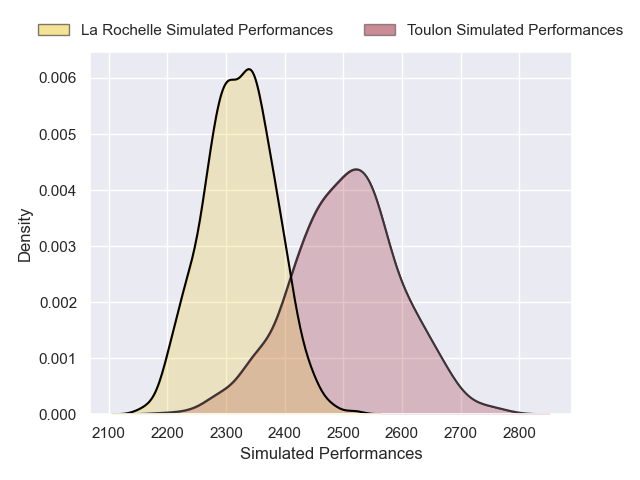 La Rochelle Simulated Performances
Toulon Simulated Performances
0.006
0.005
0.004
0.003
0.002
0.001
0.000
Density
2100 2200 2300 2400 2500 2600 2700 2800
Simulated Performances